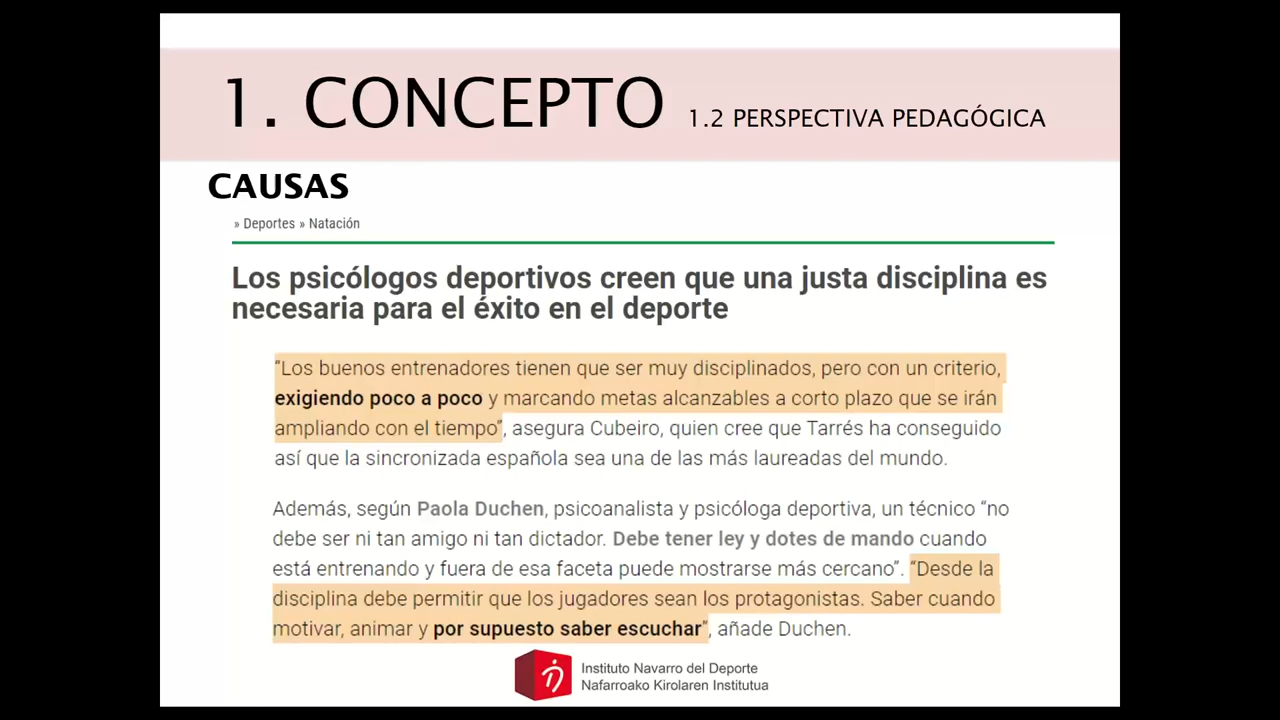 1. CONCEPTO 1.2 PERSPECTIVA PEDAGÓGICA
CAUSAS
» Deportes » Natación
Los psicólogos deportivos creen que una justa disciplina es
necesaria para el éxito en el deporte
“Los buenos entrenadores tienen que ser muy disciplinados, pero con un criterio,
exigiendo poco a poco y marcando metas alcanzables a corto plazo que se irán
ampliando con el tiempo”, asegura Cubeiro, quien cree que Tarrés ha conseguido
así que la sincronizada española sea una de las más laureadas del mundo.
Además, según Paola Duchen, psicoanalista y psicóloga deportiva, un técnico “no
debe ser ni tan amigo ni tan dictador. Debe tener ley y dotes de mando cuando
está entrenando y fuera de esa faceta puede mostrarse más cercano”. “Desde la
disciplina debe permitir que los jugadores sean los protagonistas. Saber cuando
motivar, animar y por supuesto saber escuchar”, añade Duchen.
Instituto Navarro del Deporte
Nafarroako Kirolaren Institutua